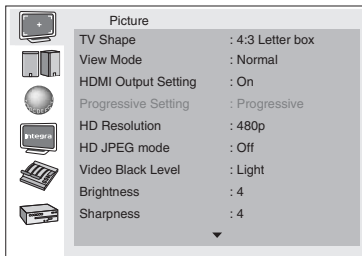 Picture
TV Shape : 4:3 Letter box
View Mode : Normal
HDMI Output Setting : On
Progressive Setting : Progressive
HD Resolution : 480p
HD JPEG mode : Off
Video Black Level : Light
Brightness : 4
Sharpness : 4
Integra